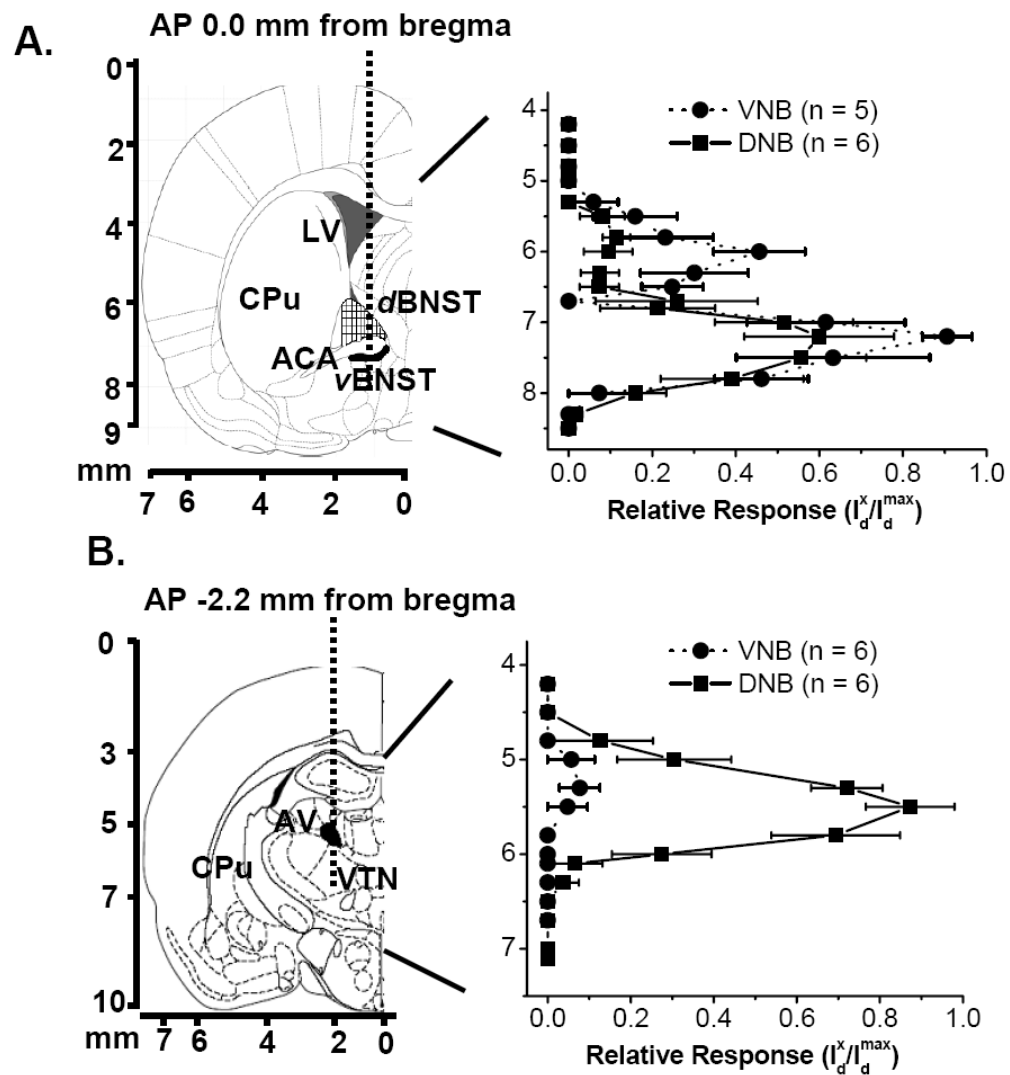 A.
AP 0.0 mm from bregma
0
2
4
6
8
9
mm
7 6 4 2 0
LV
CPu
dBNST
ACA
vBNST
VNB (n = 5)
DNB (n = 6)
4
5
6
7
8
0.0 0.2 0.4 0.6 0.8 1.0
Relative Response (I_d^x/I_d^max)
B.
AP -2.2 mm from bregma
0
3
5
7
10
mm 7 6 4 2 0
AV
CPu
VTN
VNB (n = 6)
DNB (n = 6)
4
5
6
7
0.0 0.2 0.4 0.6 0.8 1.0
Relative Response (I_d^x/I_d^max)